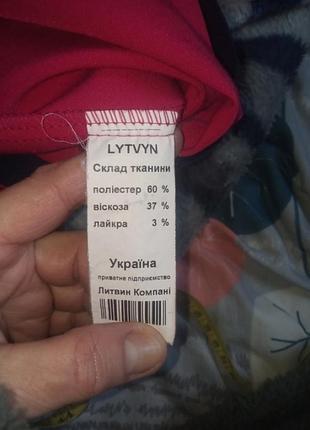 LYTVYN
Склад тканини
поліестер 60 %
віскоза 37 %
лайкра 3 %
Україна
приватне підприємство
Литвин Компані